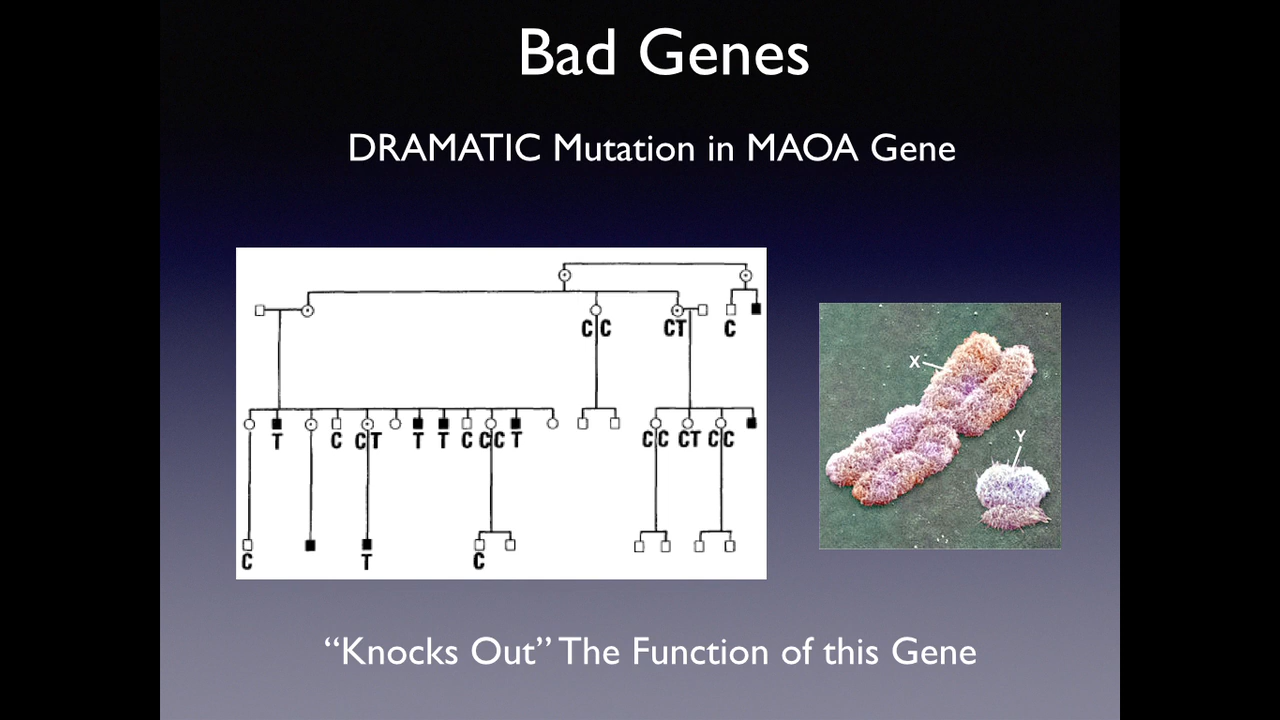 Bad Genes
DRAMATIC Mutation in MAOA Gene
C C CT C
T C CT T T C CC T C C CT CC
C T C
X
Y
“Knocks Out” The Function of this Gene